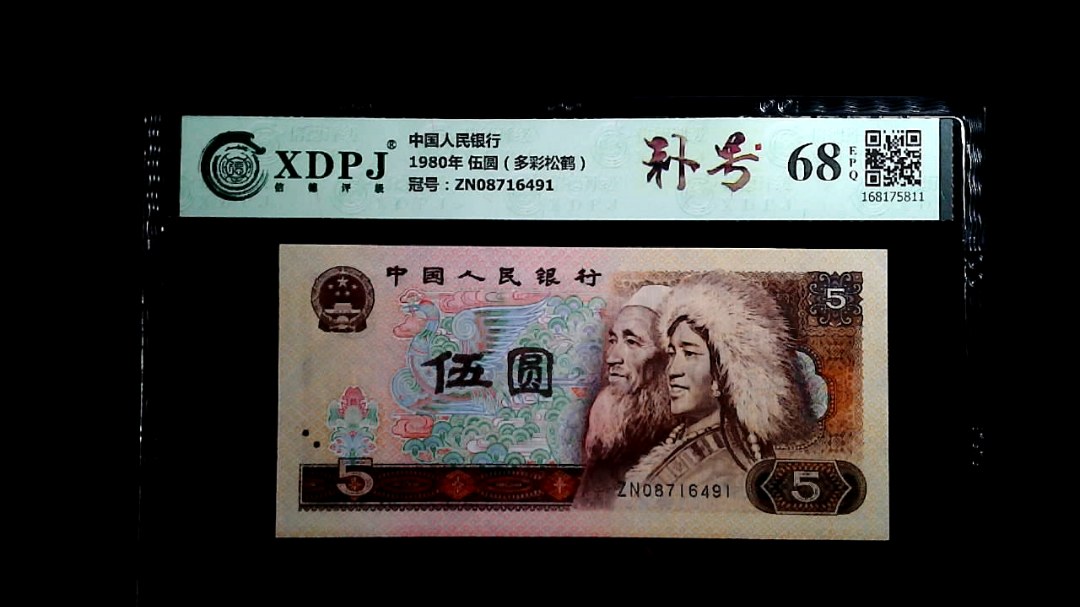 XDPJ®
信德评级
中国人民银行
1980年 伍圆（多彩松鹤）
冠号：ZN08716491
补号
68
EPQ
168175811
中国人民银行
5
伍圆
5
ZN08716491
5